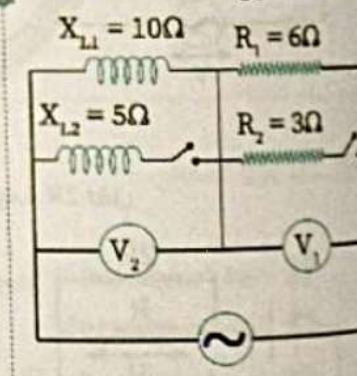 X_L1 = 10Ω R_1 = 6Ω
X_L2 = 5Ω R_2 = 3Ω
V_2 V_1
~